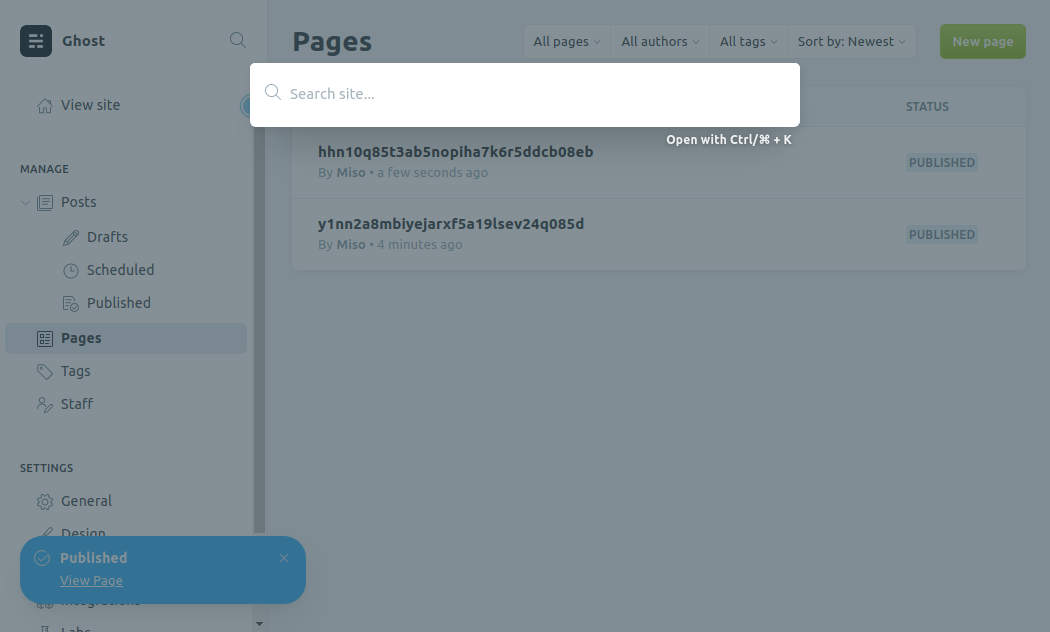 Ghost
Pages
All pages
All authors
All tags
Sort by: Newest
New page
Search site...
Open with Ctrl/⌘ + K
View site
STATUS
MANAGE
Posts
Drafts
Scheduled
Published
Pages
Tags
Staff
hhn10q85t3ab5nopiha7k6r5ddcb08eb
By Miso • a few seconds ago
PUBLISHED
y1nn2a8mbiyejarxf5a19lsev24q085d
By Miso • 4 minutes ago
PUBLISHED
SETTINGS
General
Design
Published
View Page
Integrations
Labs